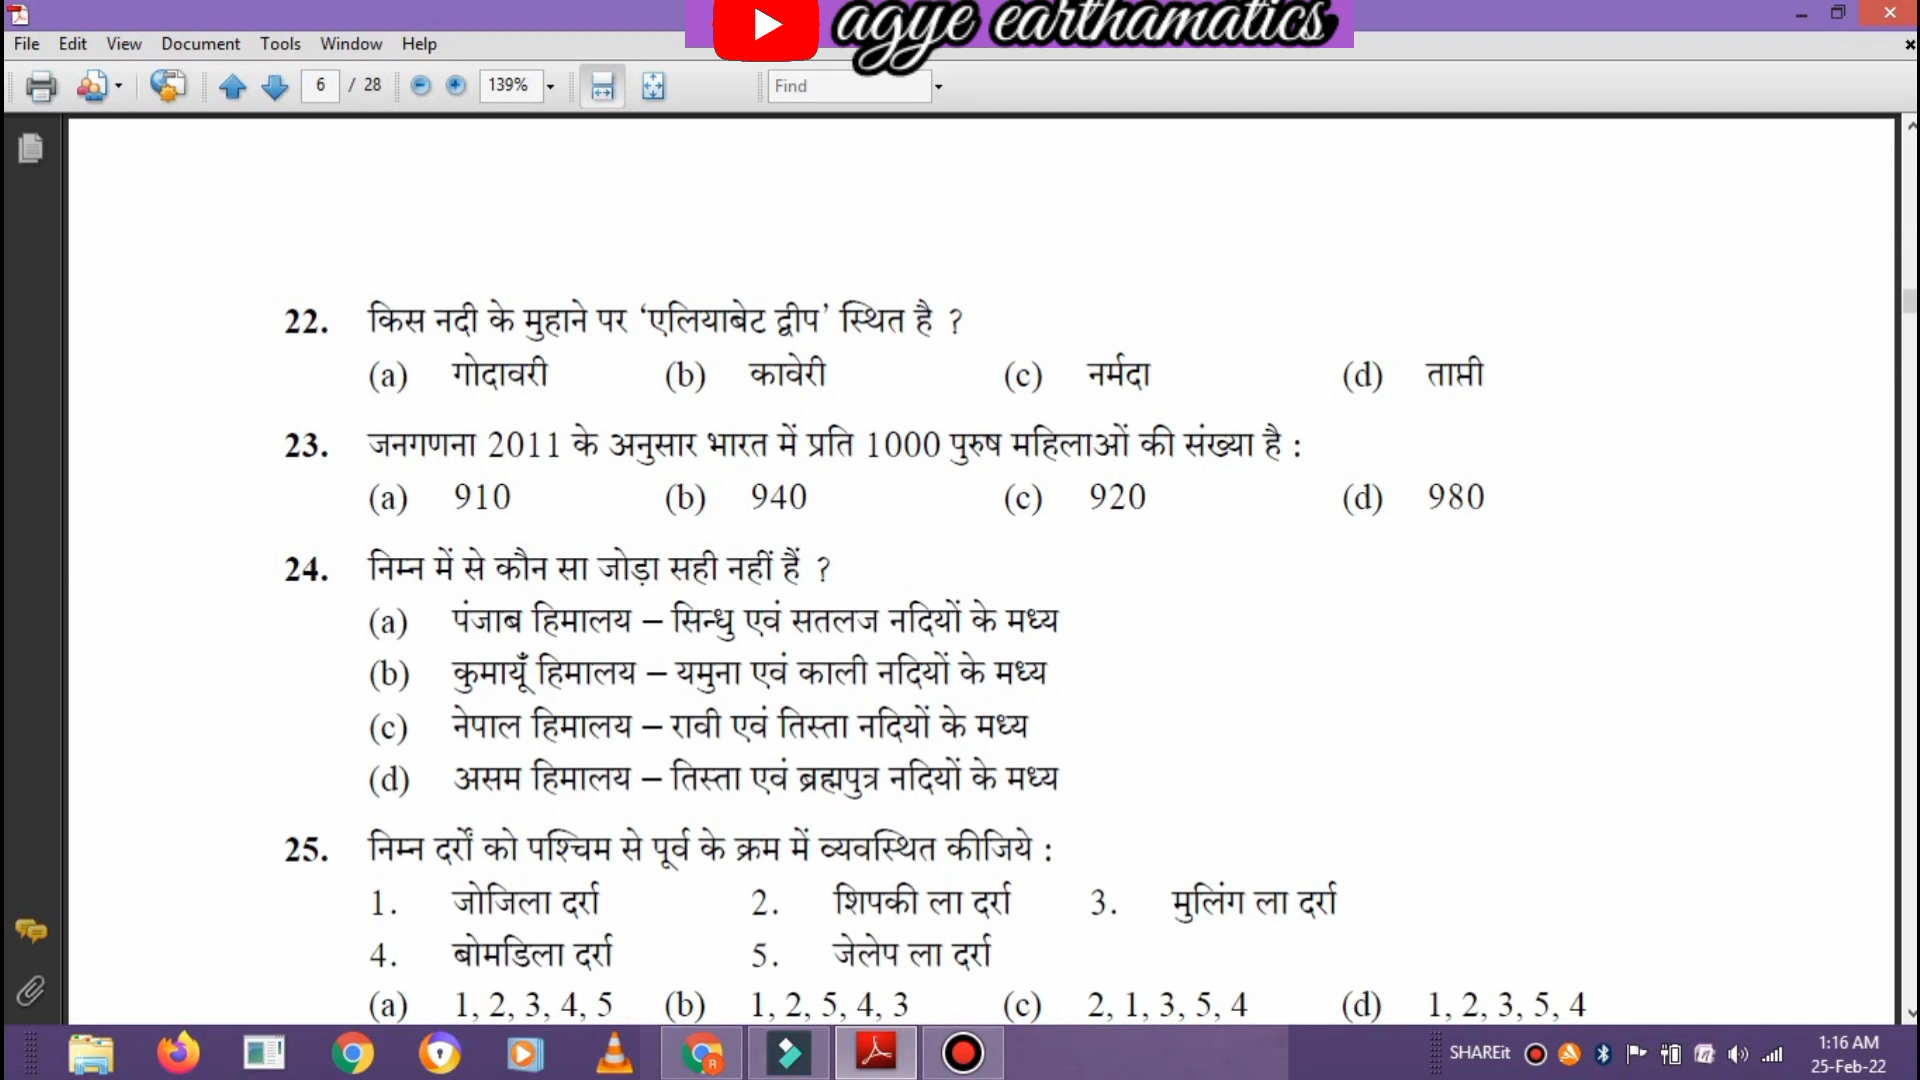 agye earthamatics
File Edit View Document Tools Window Help
6 / 28 139% Find
22. किस नदी के मुहाने पर ‘एलियाबेट द्वीप’ स्थित है ?
(a) गोदावरी (b) कावेरी (c) नर्मदा (d) ताप्ती
23. जनगणना 2011 के अनुसार भारत में प्रति 1000 पुरुष महिलाओं की संख्या है :
(a) 910 (b) 940 (c) 920 (d) 980
24. निम्न में से कौन सा जोड़ा सही नहीं हैं ?
(a) पंजाब हिमालय – सिन्धु एवं सतलज नदियों के मध्य
(b) कुमायूँ हिमालय – यमुना एवं काली नदियों के मध्य
(c) नेपाल हिमालय – रावी एवं तिस्ता नदियों के मध्य
(d) असम हिमालय – तिस्ता एवं ब्रह्मपुत्र नदियों के मध्य
25. निम्न दर्रों को पश्चिम से पूर्व के क्रम में व्यवस्थित कीजिये :
1. जोजिला दर्रा 2. शिपकी ला दर्रा 3. मुलिंग ला दर्रा
4. बोमडिला दर्रा 5. जेलेप ला दर्रा
(a) 1, 2, 3, 4, 5 (b) 1, 2, 5, 4, 3 (c) 2, 1, 3, 5, 4 (d) 1, 2, 3, 5, 4
SHAREit 1:16 AM
25-Feb-22